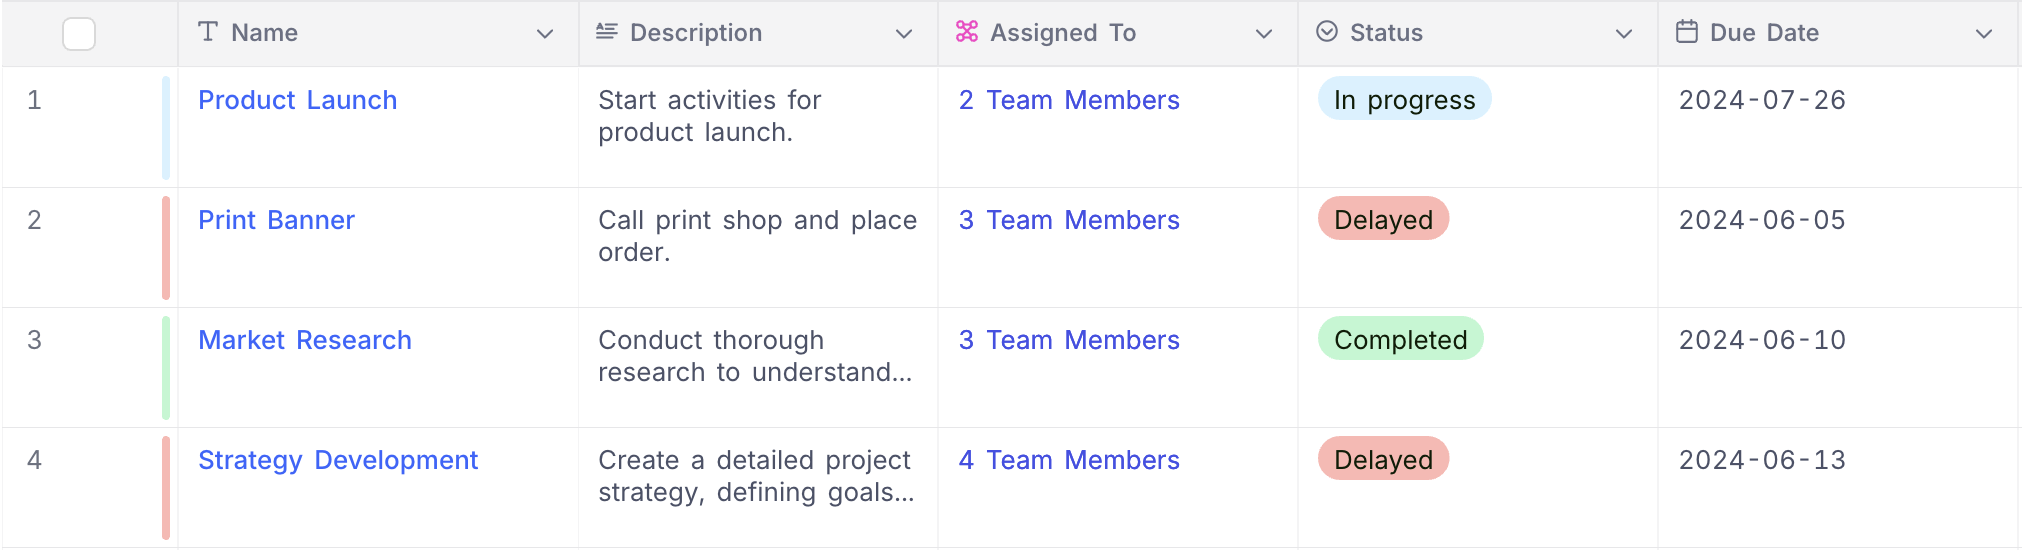 Name Description Assigned To Status Due Date
1 Product Launch Start activities for 2 Team Members In progress 2024-07-26
product launch.
2 Print Banner Call print shop and place 3 Team Members Delayed 2024-06-05
order.
3 Market Research Conduct thorough 3 Team Members Completed 2024-06-10
research to understand...
4 Strategy Development Create a detailed project 4 Team Members Delayed 2024-06-13
strategy, defining goals...